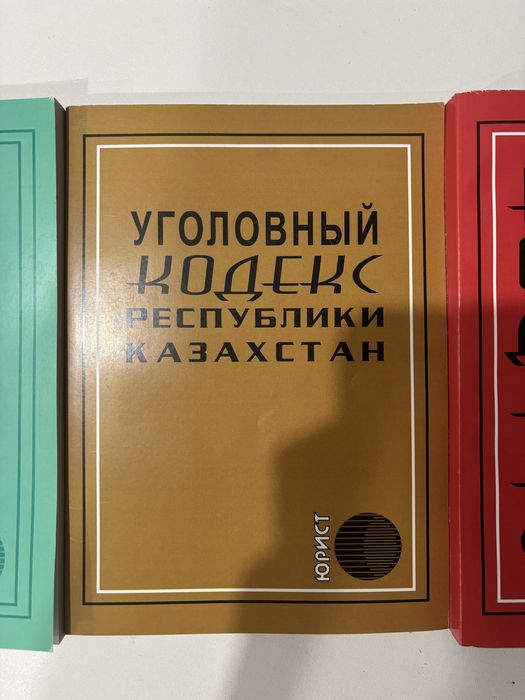 УГОЛОВНЫЙ
КОДЕКС
РЕСПУБЛИКИ
КАЗАХСТАН
ЮРИСТ